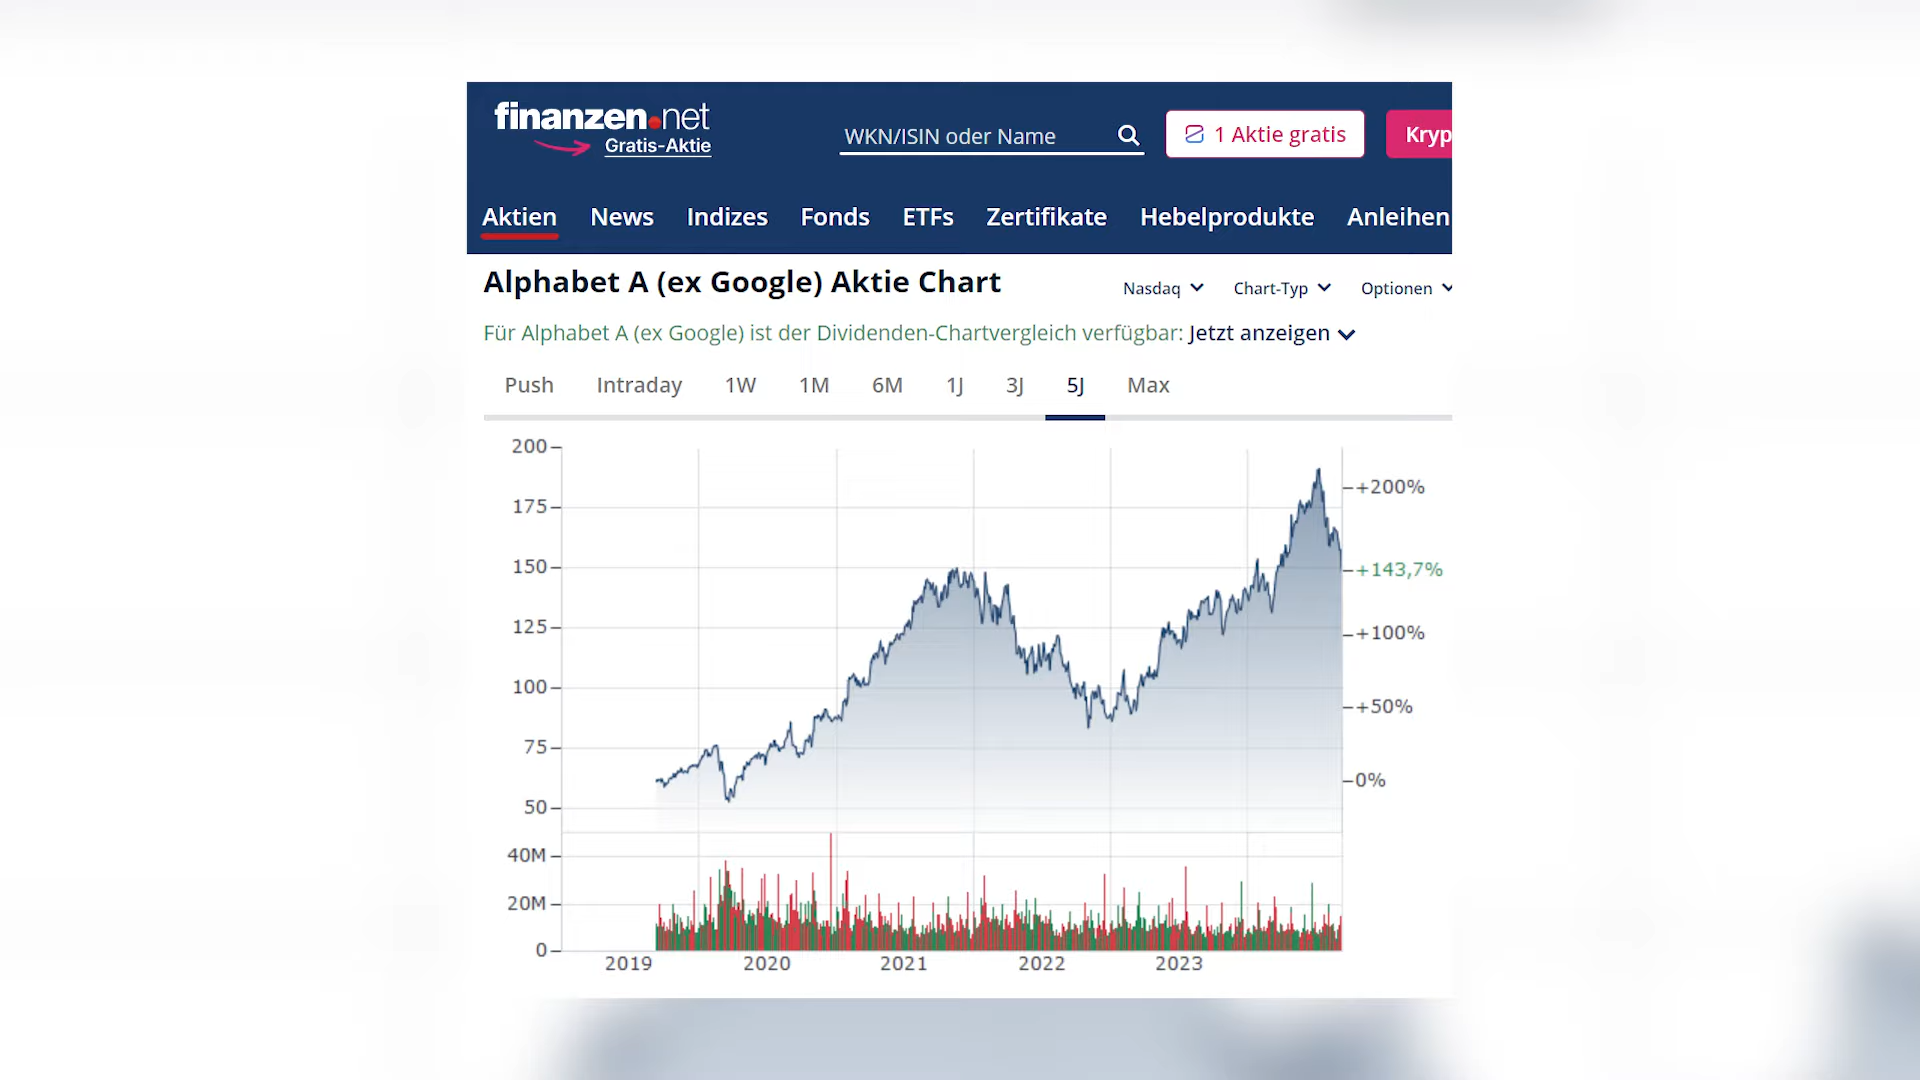 finanzen.net
Gratis-Aktie
WKN/ISIN oder Name
1 Aktie gratis
Kryp
Aktien News Indizes Fonds ETFs Zertifikate Hebelprodukte Anleihen
Alphabet A (ex Google) Aktie Chart
Nasdaq Chart-Typ Optionen
Für Alphabet A (ex Google) ist der Dividenden-Chartvergleich verfügbar: Jetzt anzeigen
Push Intraday 1W 1M 6M 1J 3J 5J Max
200
175
150
125
100
75
50
40M
20M
0
+200%
+143,7%
+100%
+50%
0%
2019 2020 2021 2022 2023